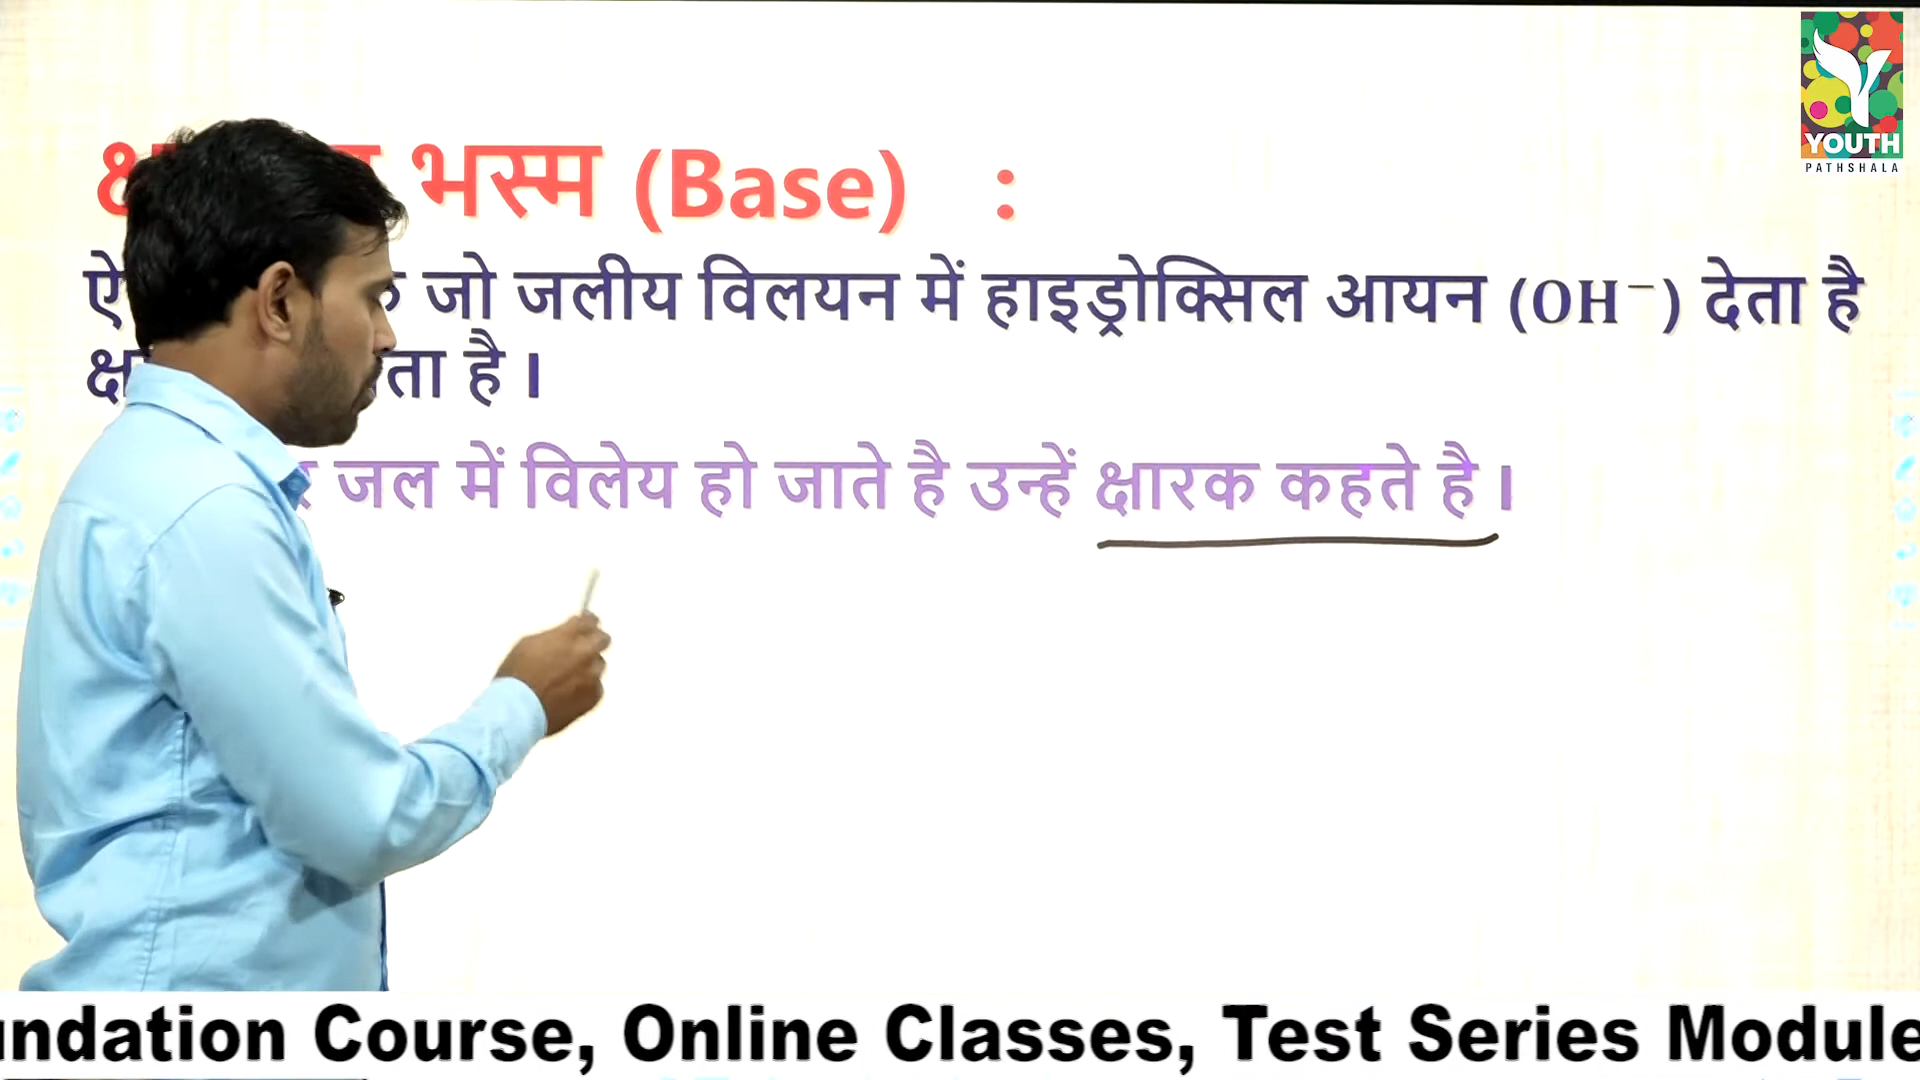 भस्म (Base) :
जो जलीय विलयन में हाइड्रोक्सिल आयन (OH⁻) देता है
है ।
जल में विलेय हो जाते है उन्हें क्षारक कहते है ।
YOUTH
PATHSHALA
Course, Online Classes, Test Series Module